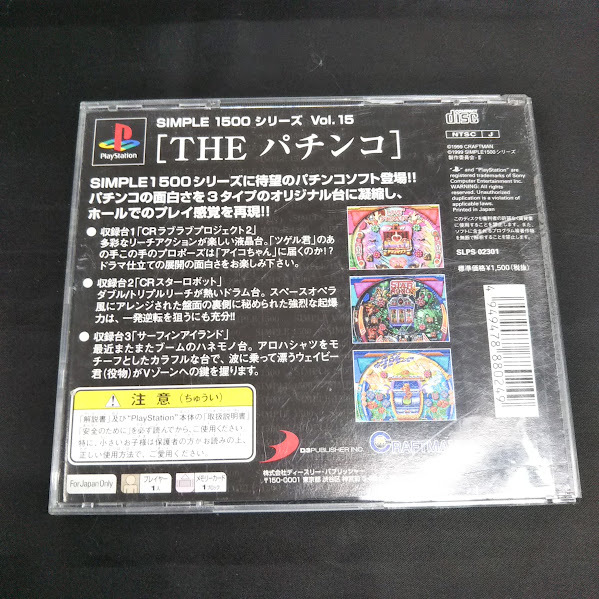 SIMPLE 1500 シリーズ Vol.15
[THE パチンコ]
PlayStation
COMPACT
disc
NTSC J
©1999 CRAFTMAN
©1999 SIMPLE1500シリーズ
製作委員会・Ⅱ
"PS" and "PlayStation" are
registered trademarks of Sony
Computer Entertainment Inc.
WARNING: All rights
reserved. Unauthorized
duplication is a violation of
applicable laws.
Printed in Japan
SLPS 02301
標準価格¥1,500(税抜)
SIMPLE1500シリーズに待望のパチンコソフト登場!!
パチンコの面白さを3タイプのオリジナル台に凝縮し、
ホールでのプレイ感覚を再現!!
● 収録台1「CRラブラブプロジェクト2」
多彩なリーチアクションが楽しい液晶台。『ツゲル君』のあ
の手この手のプロポーズは『アイコちゃん』に届くのか!?
ドラマ仕立ての展開の面白さをお楽しみ下さい。
● 収録台2「CRスターロボット」
ダブル/トリプルリーチが熱いドラム台。スペースオペラ
風にアレンジされた盤面の裏側に秘められた強烈な起爆
力は、一発逆転を狙うにも充分!!
● 収録台3「サーフィンアイランド」
最近またまたブームのハネモノ台。アロハシャツをモ
チーフとしたカラフルな台で、波に乗って漂うウェイビー
君(役物)がVゾーンへの鍵を握ります。
注 意 (ちゅうい)
「解説書」及び"PlayStation"本体の「取扱説明書」
「安全のために」を必ず読んでから、ご使用ください。
特に、小さいお子様は保護者の方がお読みの上、
正しい使用方法で、ご愛用ください。
For Japan Only
プレイヤー
1人
メモリーカード
1ブロック
D3PUBLISHER INC.
CRAFTMA
株式会社ディースリー・パブリッシャー
〒150-0001 東京都 渋谷区 神宮前